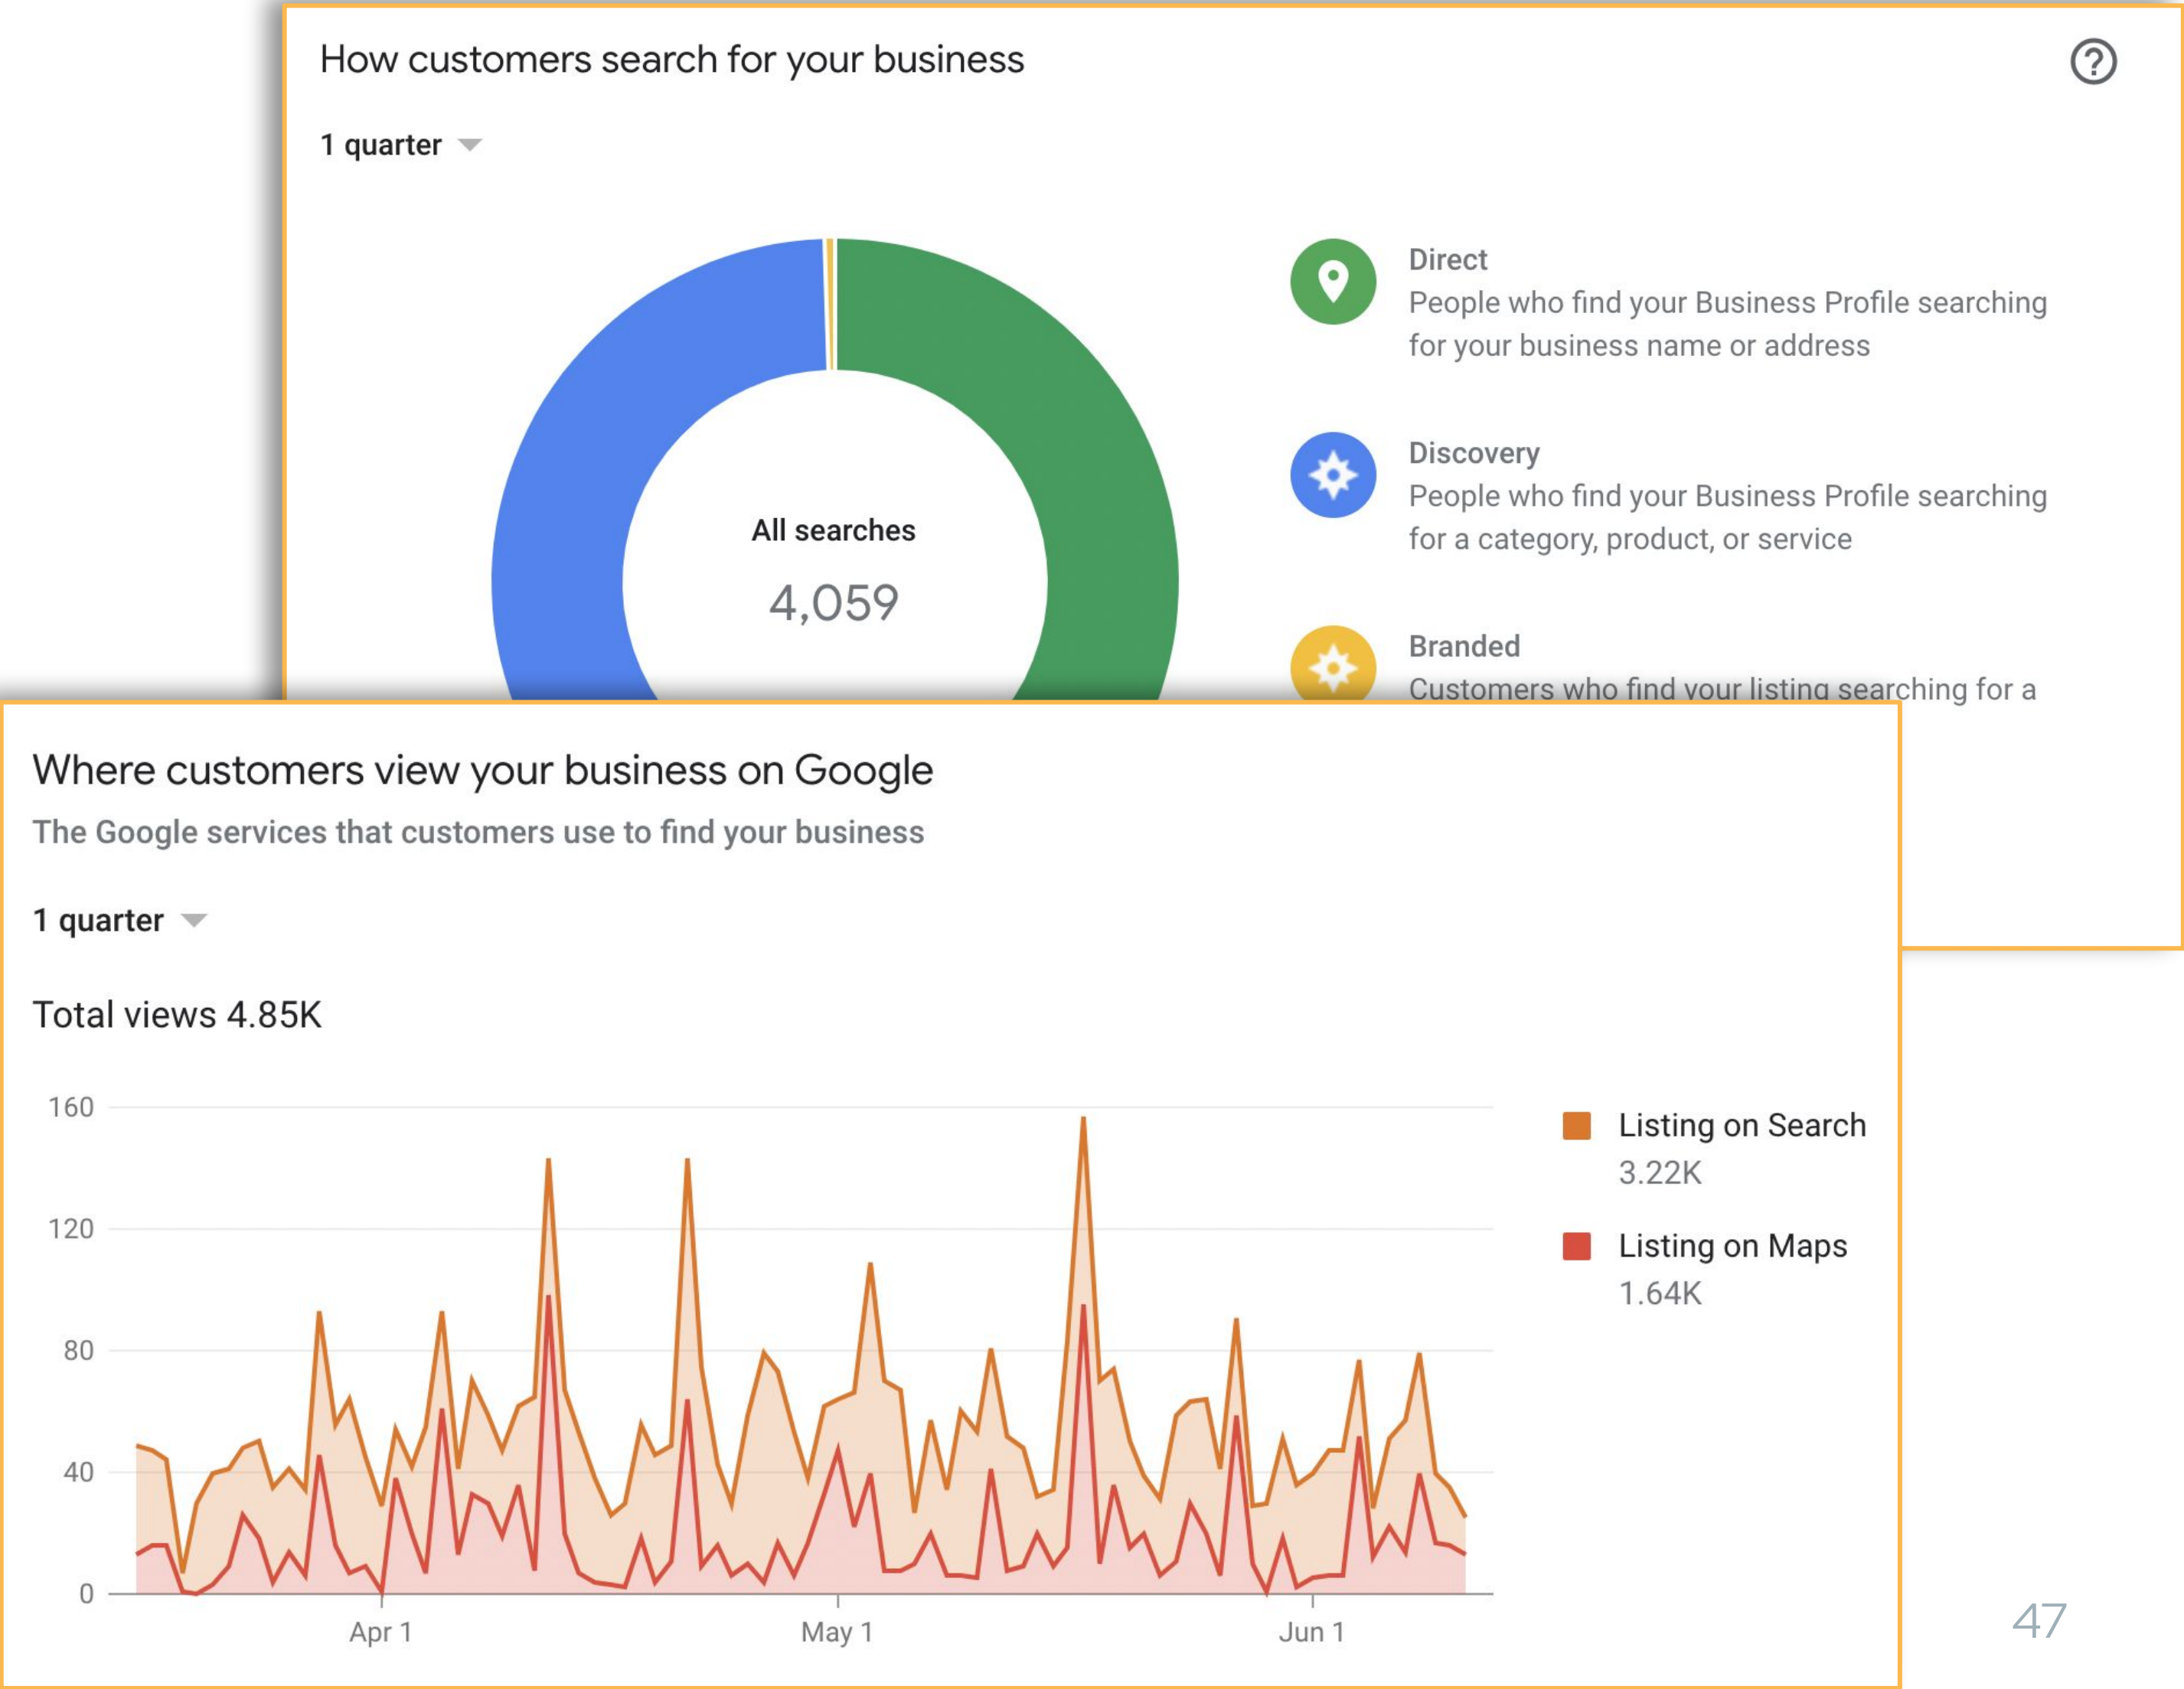 How customers search for your business
1 quarter
All searches
4,059
Direct
People who find your Business Profile searching
for your business name or address
Discovery
People who find your Business Profile searching
for a category, product, or service
Branded
Customers who find your listing searching for a
Where customers view your business on Google
The Google services that customers use to find your business
1 quarter
Total views 4.85K
160
120
80
40
0
Apr 1
May 1
Jun 1
Listing on Search
3.22K
Listing on Maps
1.64K
47